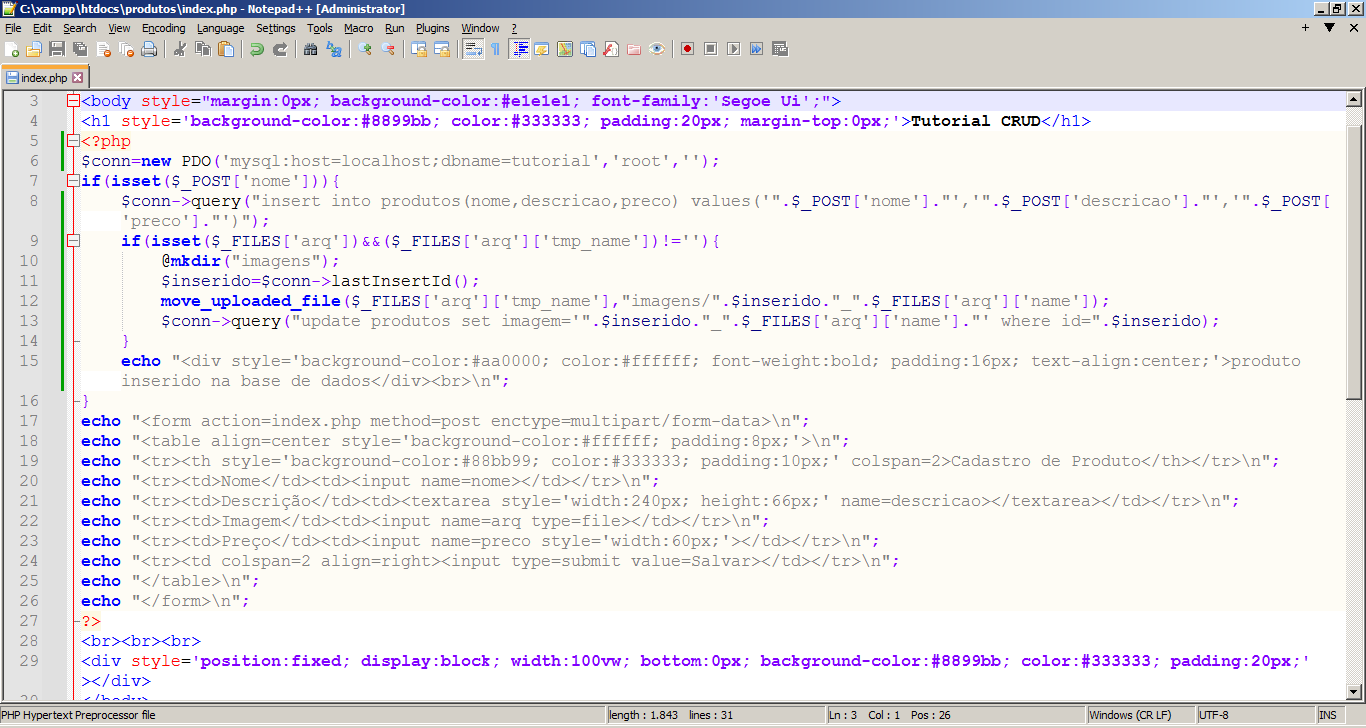 C:\xampp\htdocs\produtos\index.php - Notepad++ [Administrator]
File Edit Search View Encoding Language Settings Tools Macro Run Plugins Window ?
index.php
3 <body style="margin:0px; background-color:#e1e1e1; font-family:'Segoe Ui';">
4 <h1 style='background-color:#8899bb; color:#333333; padding:20px; margin-top:0px;'>Tutorial CRUD</h1>
5 <?php
6 $conn=new PDO('mysql:host=localhost;dbname=tutorial','root','');
7 if(isset($_POST['nome'])){
8 $conn->query("insert into produtos(nome,descricao,preco) values('".$_POST['nome']."','".$_POST['descricao']."','".$_POST[
'preco']."')");
9 if(isset($_FILES['arq'])&&($_FILES['arq']['tmp_name'])!=''){
10 @mkdir("imagens");
11 $inserido=$conn->lastInsertId();
12 move_uploaded_file($_FILES['arq']['tmp_name'],"imagens/".$inserido."_".$_FILES['arq']['name']);
13 $conn->query("update produtos set imagem='".$inserido."_".$_FILES['arq']['name']."' where id=".$inserido);
14 }
15 echo "<div style='background-color:#aa0000; color:#ffffff; font-weight:bold; padding:16px; text-align:center;'>produto
inserido na base de dados</div><br>\n";
16 }
17 echo "<form action=index.php method=post enctype=multipart/form-data>\n";
18 echo "<table align=center style='background-color:#ffffff; padding:8px;'>\n";
19 echo "<tr><th style='background-color:#88bb99; color:#333333; padding:10px;' colspan=2>Cadastro de Produto</th></tr>\n";
20 echo "<tr><td>Nome</td><td><input name=nome></td></tr>\n";
21 echo "<tr><td>Descrição</td><td><textarea style='width:240px; height:66px;' name=descricao></textarea></td></tr>\n";
22 echo "<tr><td>Imagem</td><td><input name=arq type=file></td></tr>\n";
23 echo "<tr><td>Preço</td><td><input name=preco style='width:60px;'></td></tr>\n";
24 echo "<tr><td colspan=2 align=right><input type=submit value=Salvar></td></tr>\n";
25 echo "</table>\n";
26 echo "</form>\n";
27 ?>
28 <br><br><br>
29 <div style='position:fixed; display:block; width:100vw; bottom:0px; background-color:#8899bb; color:#333333; padding:20px;'
></div>
30 </body>
PHP Hypertext Preprocessor file length : 1.843 lines : 31 Ln : 3 Col : 1 Pos : 26 Windows (CR LF) UTF-8 INS